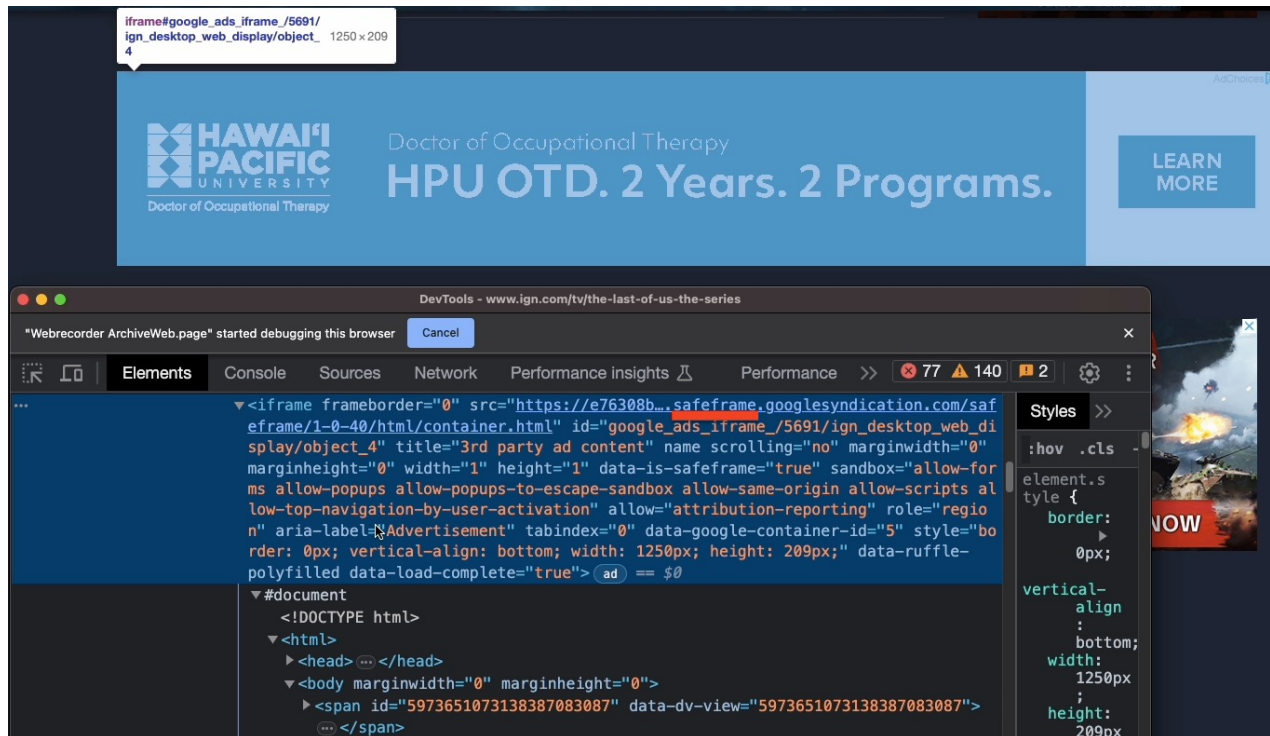 iframe#google_ads_iframe_/5691/
ign_desktop_web_display/object_ 1250 × 209
4
AdChoices
HAWAIʻI
PACIFIC
UNIVERSITY
Doctor of Occupational Therapy
Doctor of Occupational Therapy
HPU OTD. 2 Years. 2 Programs.
LEARN
MORE
DevTools - www.ign.com/tv/the-last-of-us-the-series
"Webrecorder ArchiveWeb.page" started debugging this browser Cancel ×
Elements Console Sources Network Performance insights Performance >> 77 140 2
… ▼<iframe frameborder="0" src="https://e76308b….safeframe.googlesyndication.com/saf
eframe/1-0-40/html/container.html" id="google_ads_iframe_/5691/ign_desktop_web_di
splay/object_4" title="3rd party ad content" name scrolling="no" marginwidth="0"
marginheight="0" width="1" height="1" data-is-safeframe="true" sandbox="allow-for
ms allow-popups allow-popups-to-escape-sandbox allow-same-origin allow-scripts al
low-top-navigation-by-user-activation" allow="attribution-reporting" role="regio
n" aria-label="Advertisement" tabindex="0" data-google-container-id="5" style="bo
rder: 0px; vertical-align: bottom; width: 1250px; height: 209px;" data-ruffle-
polyfilled data-load-complete="true"> ad == $0
▼#document
<!DOCTYPE html>
▼<html>
▶<head> … </head>
▼<body marginwidth="0" marginheight="0">
▶<span id="5973651073138387083087" data-dv-view="5973651073138387083087">
… </span>
Styles >>
:hov .cls
element.s
tyle {
border:
▶
0px;
vertical-
align
:
bottom;
width:
1250px
;
height:
209px
NOW